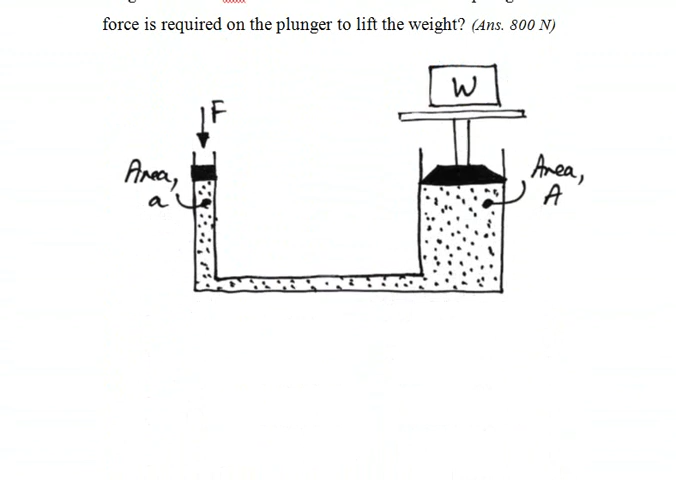 force is required on the plunger to lift the weight? (Ans. 800 N)
W
F
Area,
a
Area,
A